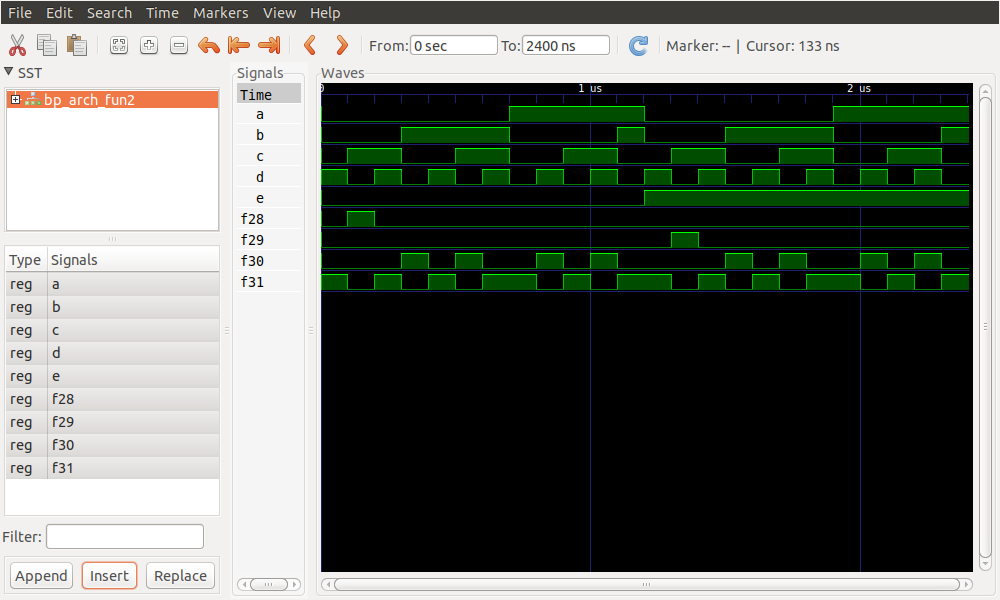 File Edit Search Time Markers View Help
From: 0 sec To: 2400 ns Marker: -- | Cursor: 133 ns
SST
bp_arch_fun2
Type Signals
reg a
reg b
reg c
reg d
reg e
reg f28
reg f29
reg f30
reg f31
Filter:
Append Insert Replace
Signals
Time
a
b
c
d
e
f28
f29
f30
f31
Waves
0 1 us 2 us